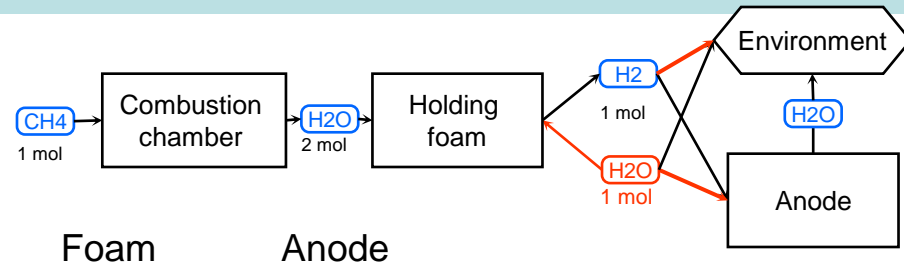 Environment
H2
1 mol
CH4
1 mol
Combustion
chamber
H2O
2 mol
Holding
foam
H2O
H2O
1 mol
Anode
Foam Anode